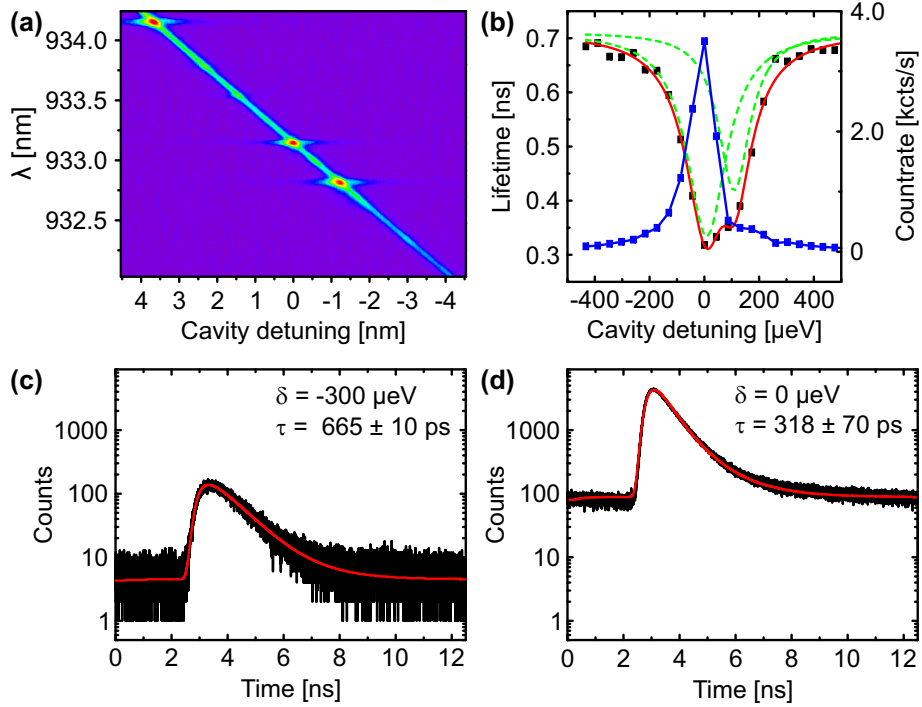 (a)
934.0
933.5
933.0
932.5
λ [nm]
4 3 2 1 0 -1 -2 -3 -4
Cavity detuning [nm]
(b)
0.7
0.6
0.5
0.4
0.3
Lifetime [ns]
4.0
2.0
0
Countrate [kcts/s]
-400 -200 0 200 400
Cavity detuning [µeV]
(c)
δ = -300 µeV
τ = 665 ± 10 ps
1000
100
10
1
Counts
0 2 4 6 8 10 12
Time [ns]
(d)
δ = 0 µeV
τ = 318 ± 70 ps
1000
100
10
1
Counts
0 2 4 6 8 10 12
Time [ns]